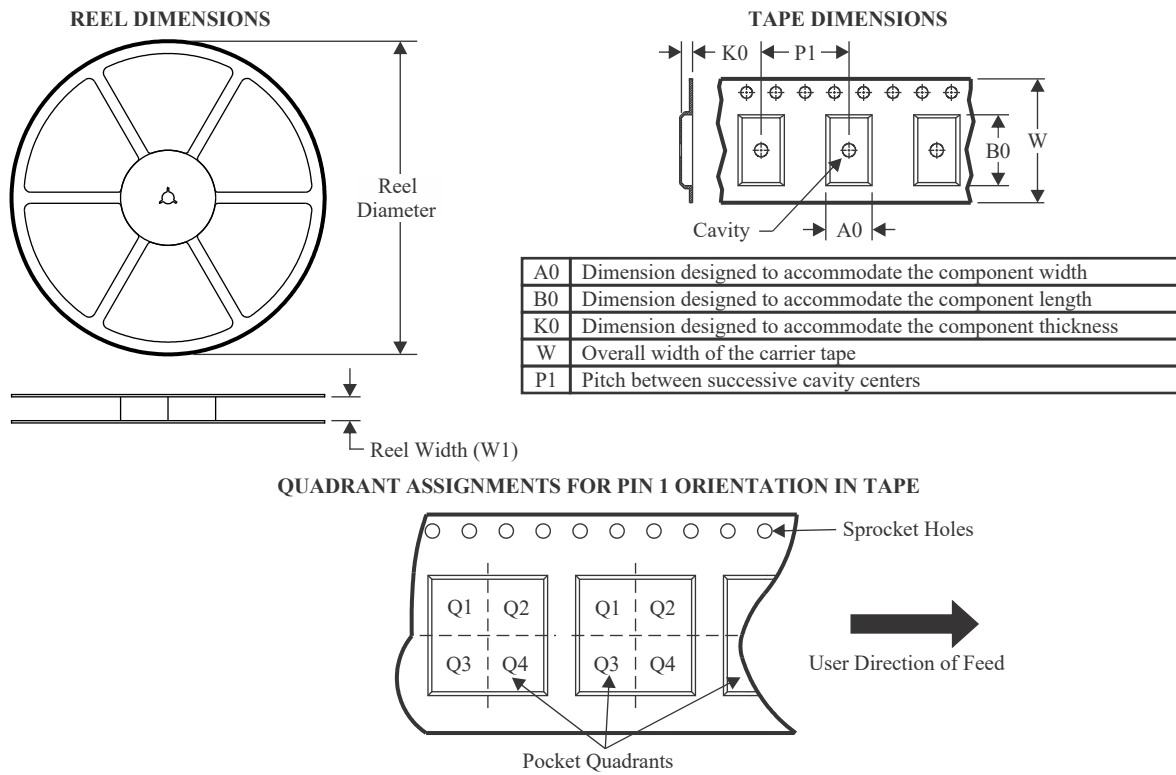 REEL DIMENSIONS
Reel
Diameter
Reel Width (W1)
TAPE DIMENSIONS
K0
P1
B0
W
Cavity
A0
A0 Dimension designed to accommodate the component width
B0 Dimension designed to accommodate the component length
K0 Dimension designed to accommodate the component thickness
W Overall width of the carrier tape
P1 Pitch between successive cavity centers
QUADRANT ASSIGNMENTS FOR PIN 1 ORIENTATION IN TAPE
Sprocket Holes
Q1 Q2 Q1 Q2
Q3 Q4 Q3 Q4
User Direction of Feed
Pocket Quadrants